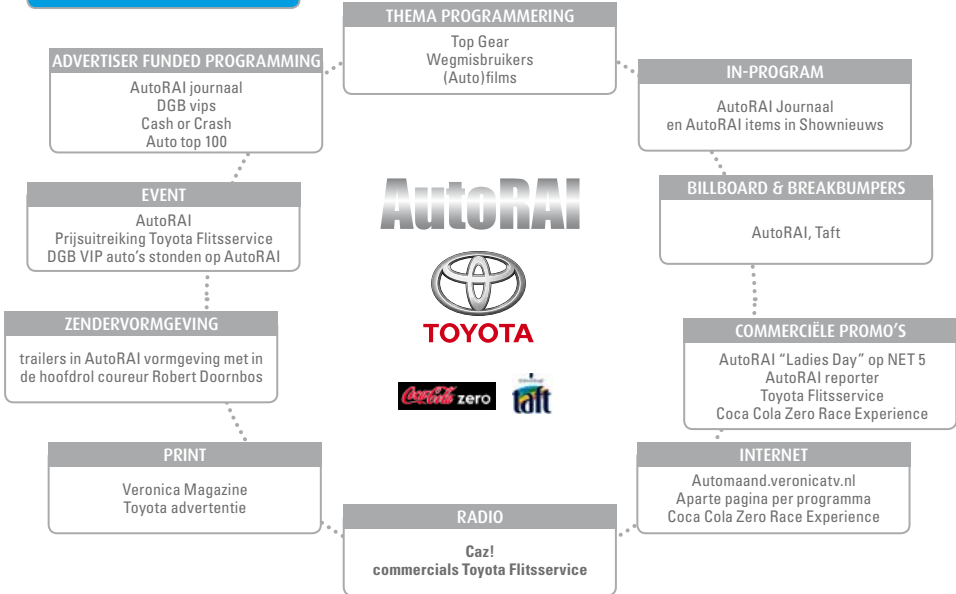 THEMA PROGRAMMERING
Top Gear
Wegmisbruikers
(Auto)films
ADVERTISER FUNDED PROGRAMMING
AutoRAI journaal
DGB vips
Cash or Crash
Auto top 100
IN-PROGRAM
AutoRAI Journaal
en AutoRAI items in Shownieuws
EVENT
AutoRAI
Prijsuitreiking Toyota Flitsservice
DGB VIP auto's stonden op AutoRAI
AutoRAI
TOYOTA
Coca-Cola zero
taft
BILLBOARD & BREAKBUMPERS
AutoRAI, Taft
ZENDERVORMGEVING
trailers in AutoRAI vormgeving met in
de hoofdrol coureur Robert Doornbos
COMMERCIËLE PROMO'S
AutoRAI “Ladies Day” op NET 5
AutoRAI reporter
Toyota Flitsservice
Coca Cola Zero Race Experience
PRINT
Veronica Magazine
Toyota advertentie
RADIO
Caz!
commercials Toyota Flitsservice
INTERNET
Automaand.veronicatv.nl
Aparte pagina per programma
Coca Cola Zero Race Experience